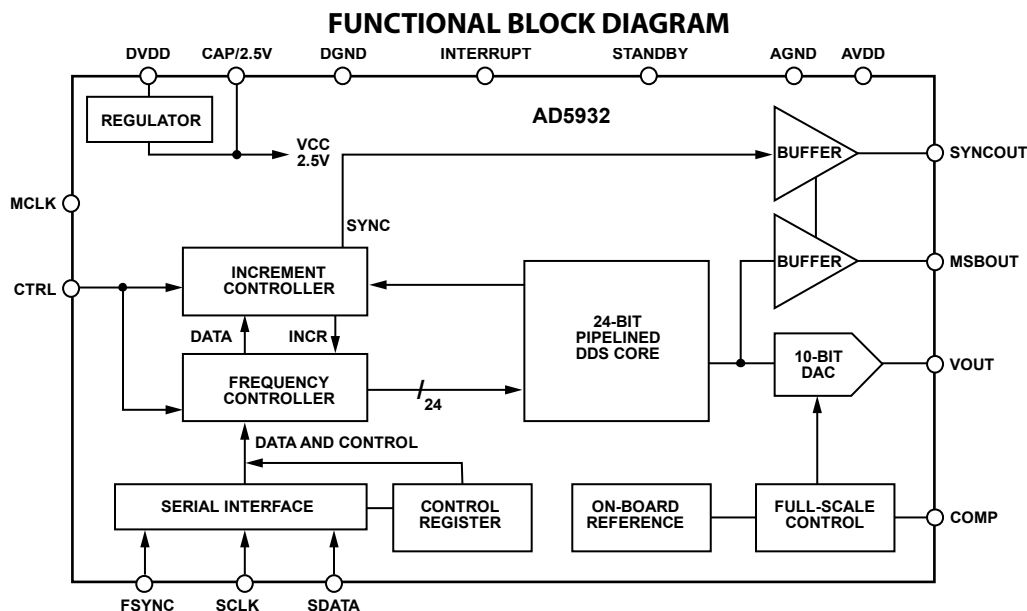 FUNCTIONAL BLOCK DIAGRAM
DVDD
CAP/2.5V
DGND
INTERRUPT
STANDBY
AGND
AVDD
REGULATOR
AD5932
VCC
2.5V
BUFFER
SYNCOUT
MCLK
SYNC
INCREMENT
CONTROLLER
BUFFER
MSBOUT
CTRL
24-BIT
PIPELINED
DDS CORE
DATA
INCR
10-BIT
DAC
VOUT
FREQUENCY
CONTROLLER
24
DATA AND CONTROL
SERIAL INTERFACE
CONTROL
REGISTER
ON-BOARD
REFERENCE
FULL-SCALE
CONTROL
COMP
FSYNC
SCLK
SDATA